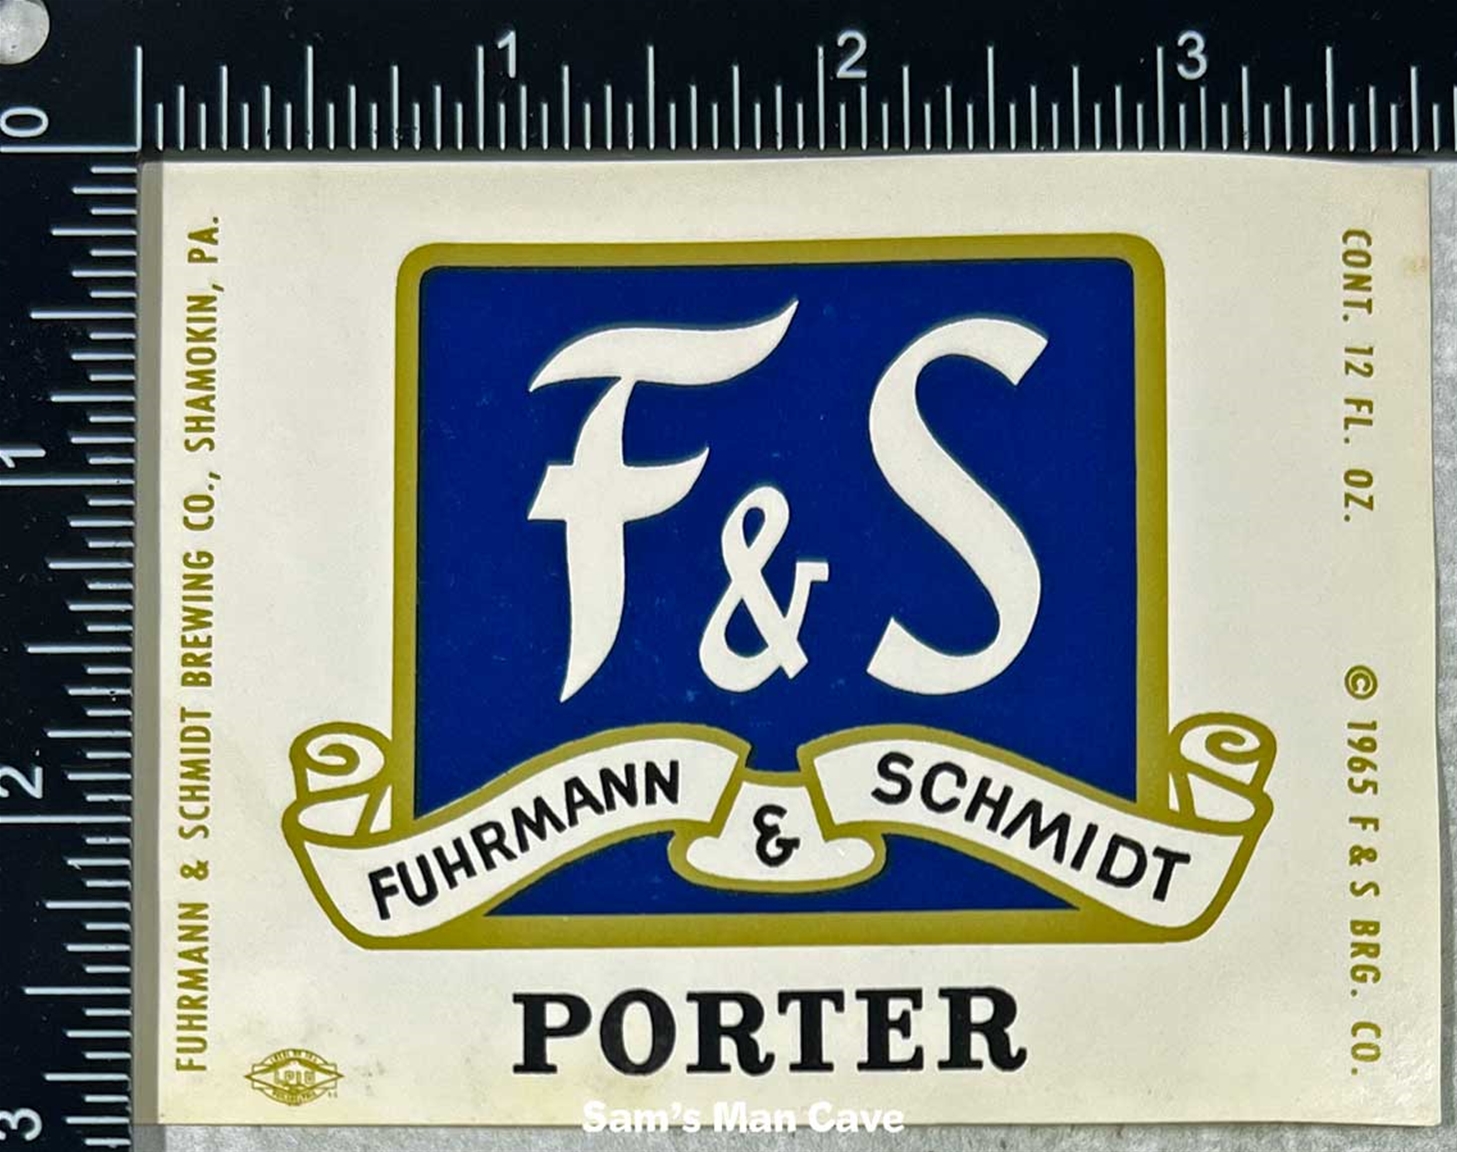 1 2 3
0
1
2
3
FUHRMANN & SCHMIDT BREWING CO., SHAMOKIN, PA.
F & S
FUHRMANN & SCHMIDT
PORTER
CONT. 12 FL. OZ.
© 1965 F & S BRG. CO.
Sam's Man Cave